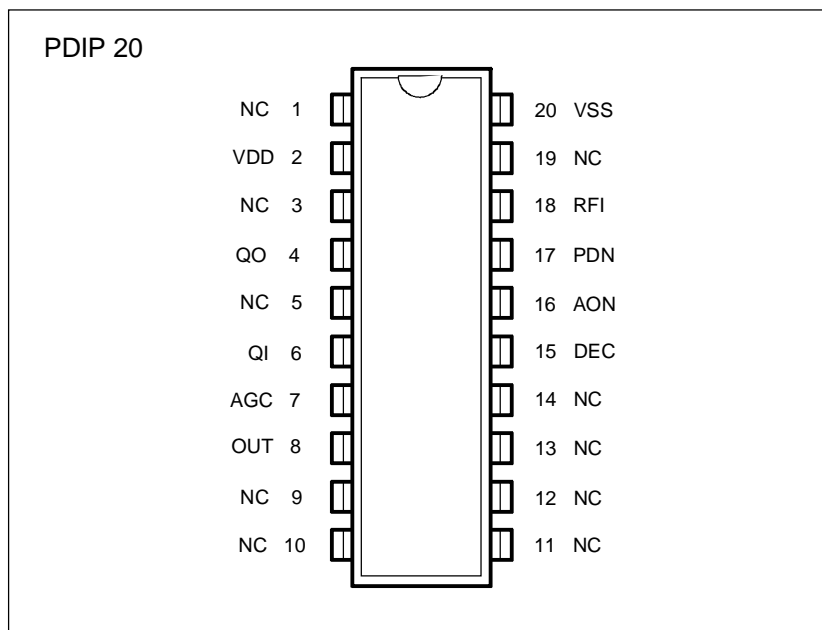 PDIP 20
NC 1 20 VSS
VDD 2 19 NC
NC 3 18 RFI
QO 4 17 PDN
NC 5 16 AON
QI 6 15 DEC
AGC 7 14 NC
OUT 8 13 NC
NC 9 12 NC
NC 10 11 NC